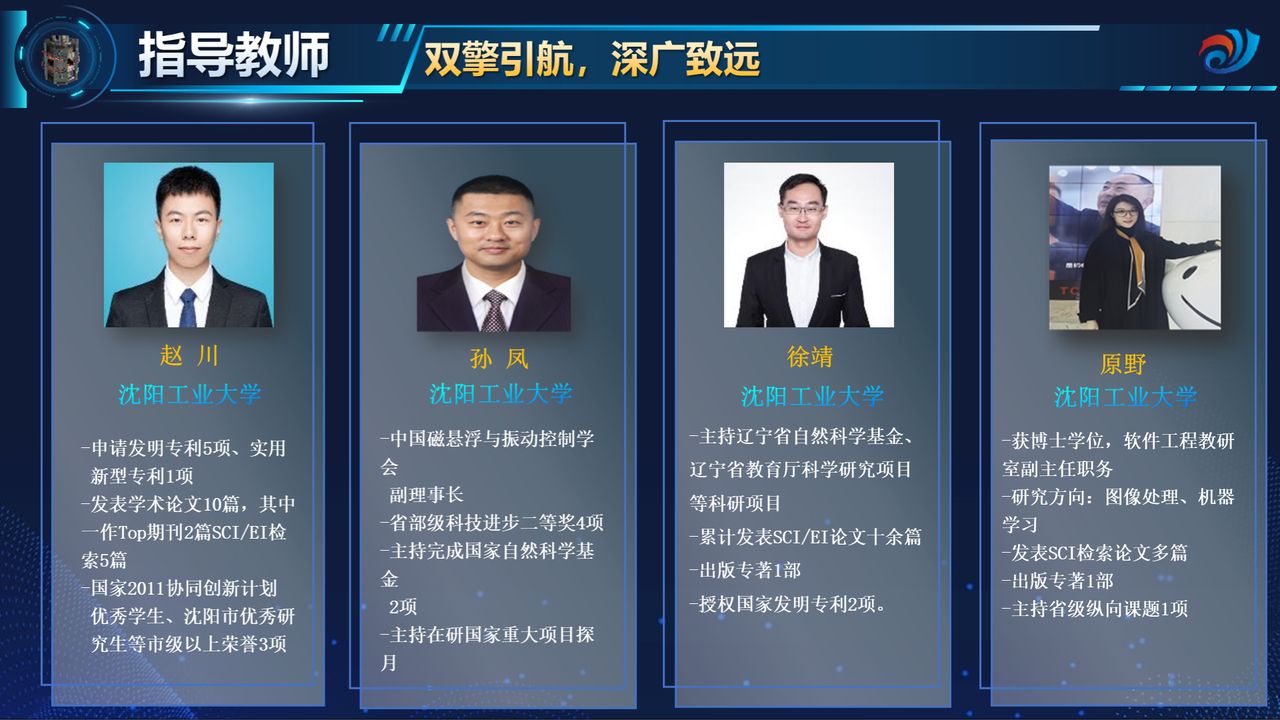 指导教师
双擎引航，深广致远
赵 川
沈阳工业大学
-申请发明专利5项、实用
新型专利1项
-发表学术论文10篇，其中
一作Top期刊2篇SCI/EI检
索5篇
-国家2011协同创新计划
优秀学生、沈阳市优秀研
究生等市级以上荣誉3项
孙 凤
沈阳工业大学
-中国磁悬浮与振动控制学
会
副理事长
-省部级科技进步二等奖4项
-主持完成国家自然科学基
金
2项
-主持在研国家重大项目探
月
徐靖
沈阳工业大学
-主持辽宁省自然科学基金、
辽宁省教育厅科学研究项目
等科研项目
-累计发表SCI/EI论文十余篇
-出版专著1部
-授权国家发明专利2项。
原野
沈阳工业大学
-获博士学位，软件工程教研
室副主任职务
-研究方向：图像处理、机器
学习
-发表SCI检索论文多篇
-出版专著1部
-主持省级纵向课题1项